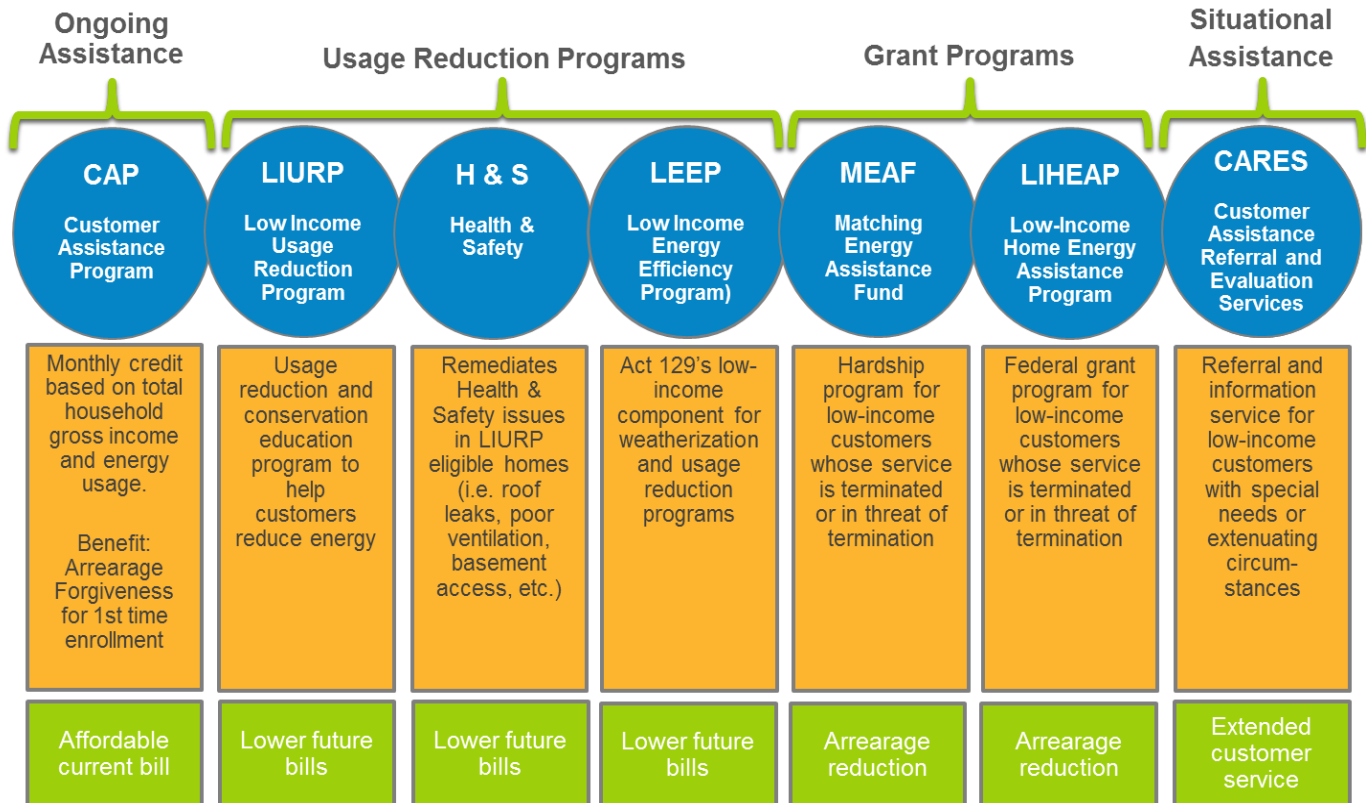 Ongoing
Assistance
Usage Reduction Programs
Grant Programs
Situational
Assistance
CAP
Customer
Assistance
Program
LIURP
Low Income
Usage
Reduction
Program
H & S
Health &
Safety
LEEP
Low Income
Energy
Efficiency
Program)
MEAF
Matching
Energy
Assistance
Fund
LIHEAP
Low-Income
Home Energy
Assistance
Program
CARES
Customer
Assistance
Referral and
Evaluation
Services
Monthly credit
based on total
household
gross income
and energy
usage.
Benefit:
Arrearage
Forgiveness
for 1st time
enrollment
Usage
reduction and
conservation
education
program to
help
customers
reduce energy
Remediates
Health &
Safety issues
in LIURP
eligible homes
(i.e. roof
leaks, poor
ventilation,
basement
access, etc.)
Act 129's low-
income
component for
weatherization
and usage
reduction
programs
Hardship
program for
low-income
customers
whose service
is terminated
or in threat of
termination
Federal grant
program for
low-income
customers
whose service
is terminated
or in threat of
termination
Referral and
information
service for
low-income
customers
with special
needs or
extenuating
circum-
stances
Affordable
current bill
Lower future
bills
Lower future
bills
Lower future
bills
Arrearage
reduction
Arrearage
reduction
Extended
customer
service